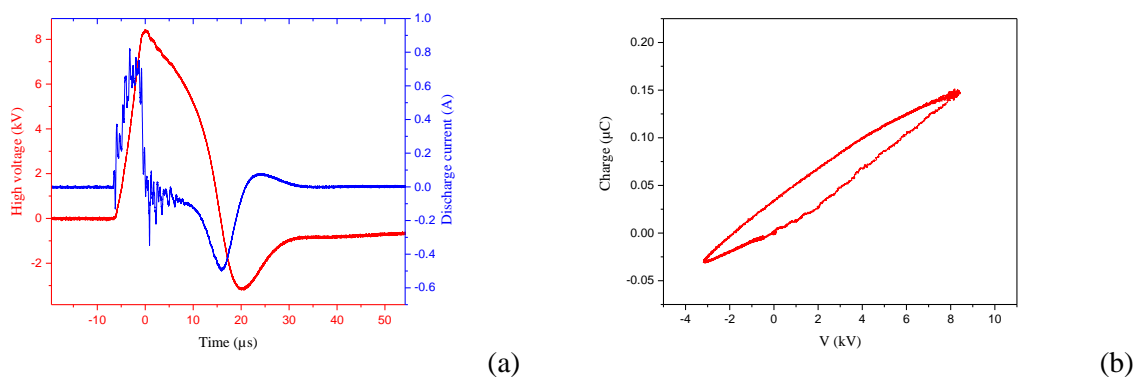 1.0
0.8
0.6
0.4
0.2
0.0
-0.2
-0.4
-0.6
8
6
4
2
0
-2
High voltage (kV)
Discharge current (A)
-10 0 10 20 30 40 50
Time (µs)
(a)
0.20
0.15
0.10
0.05
0.00
-0.05
Charge (µC)
-4 -2 0 2 4 6 8 10
V (kV)
(b)